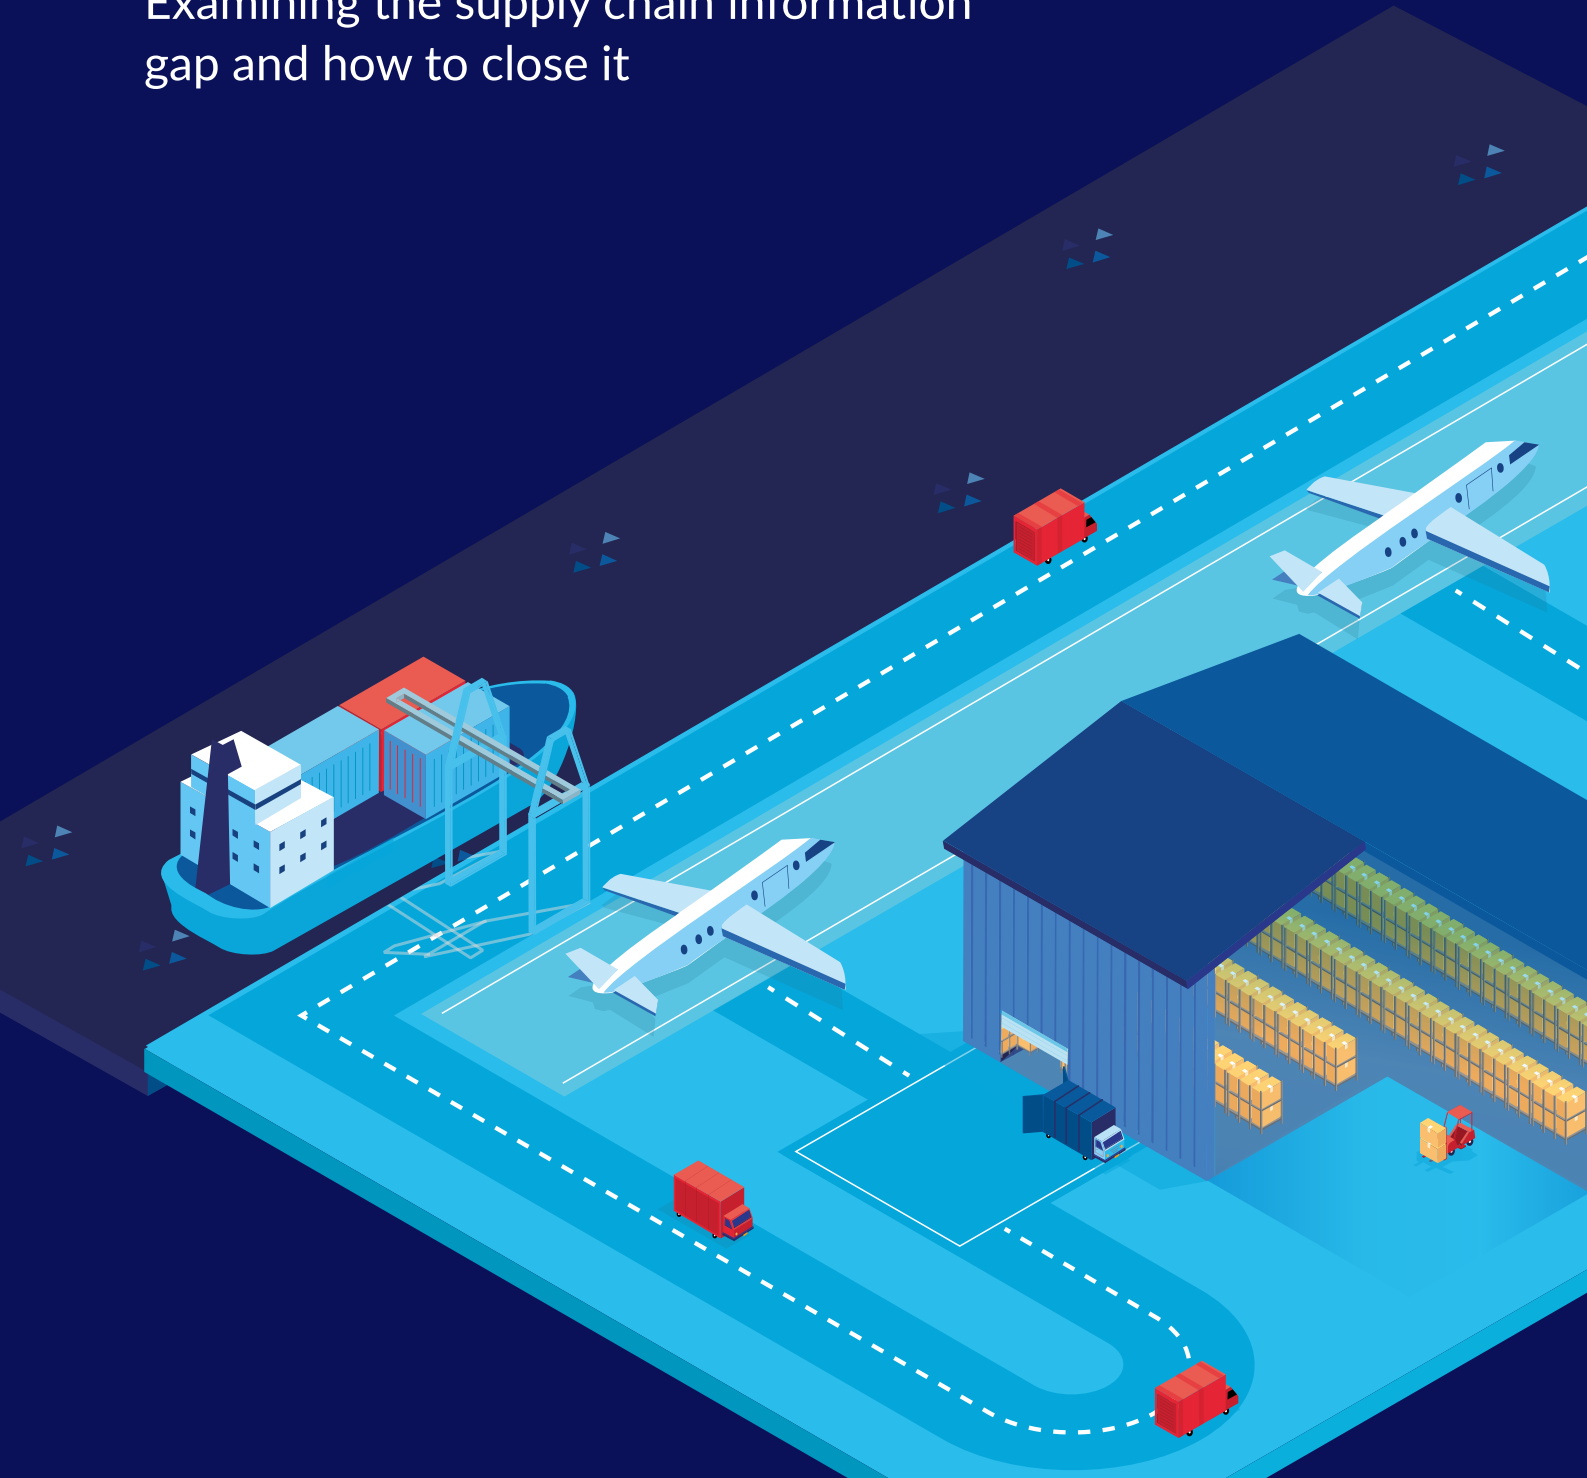 Examining the supply chain information
gap and how to close it